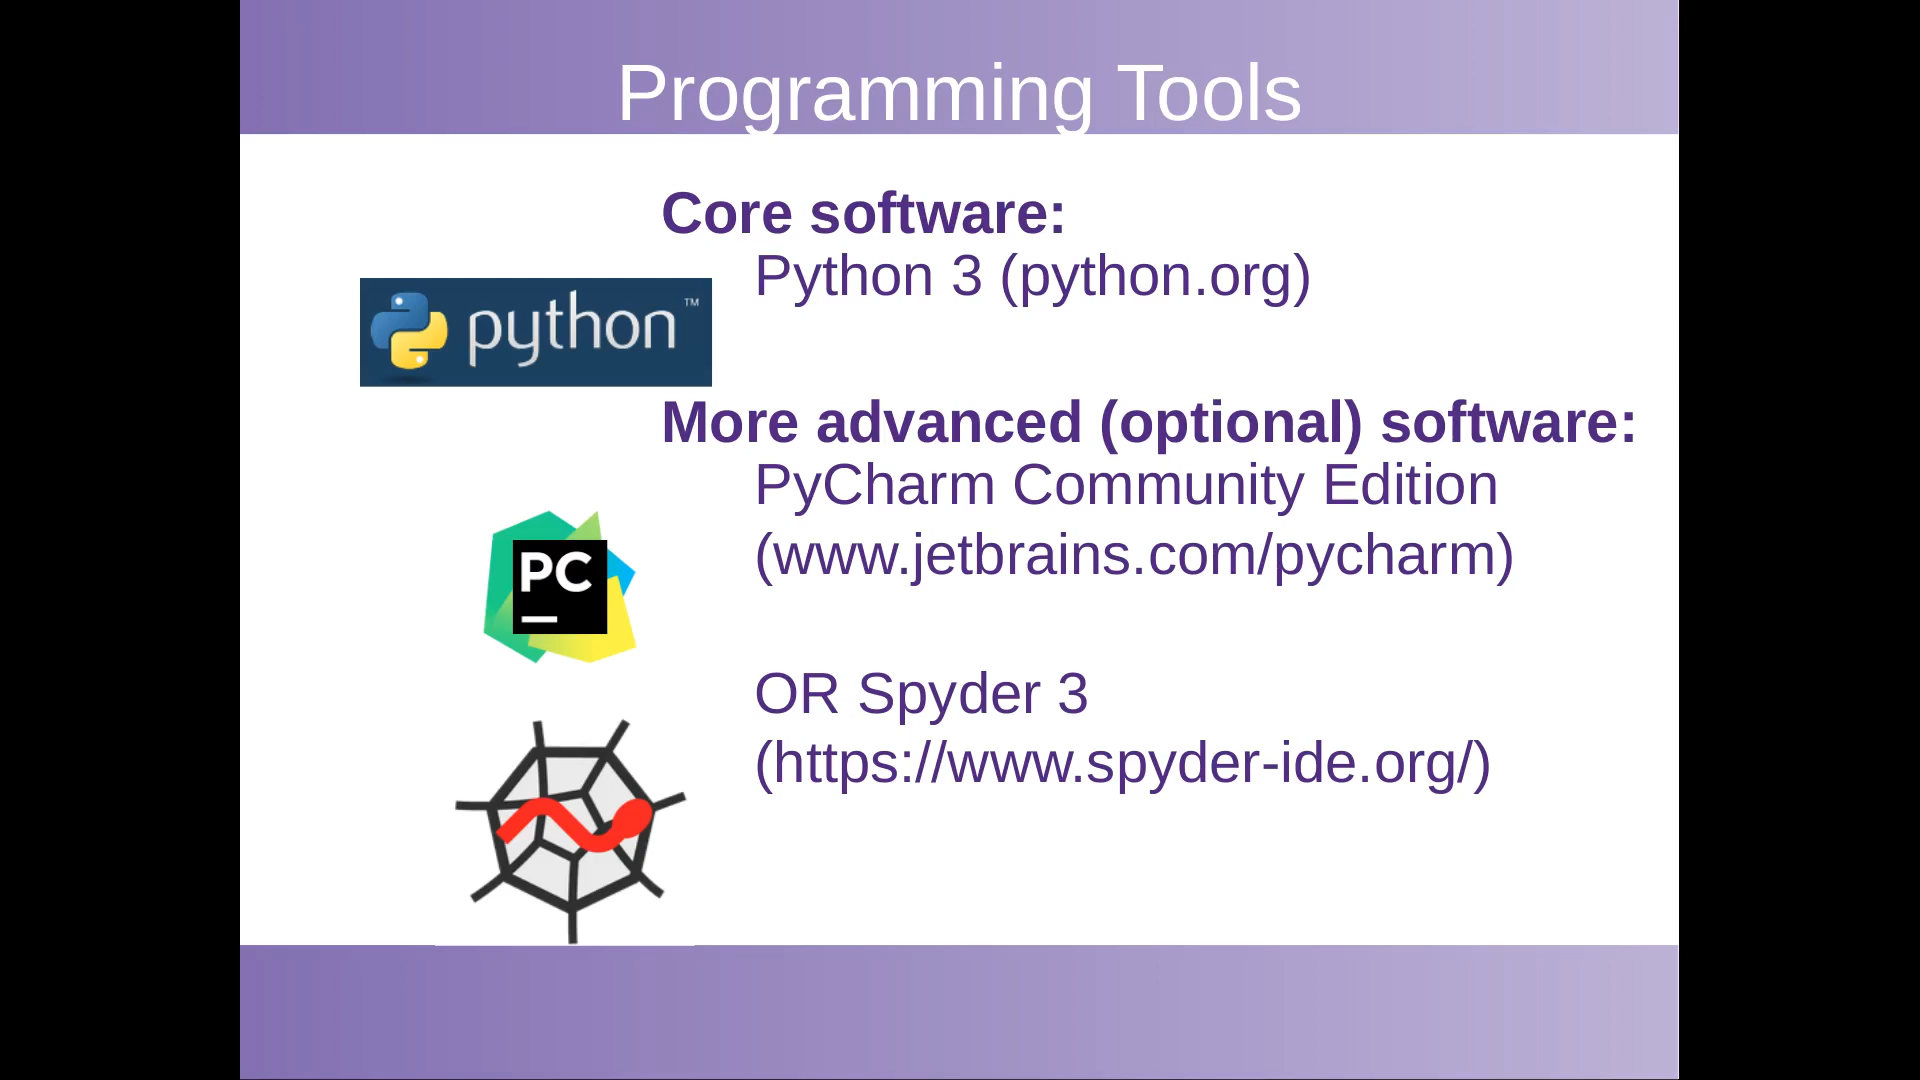 Programming Tools
Core software:
Python 3 (python.org)
python™
More advanced (optional) software:
PyCharm Community Edition
(www.jetbrains.com/pycharm)
PC
OR Spyder 3
(https://www.spyder-ide.org/)